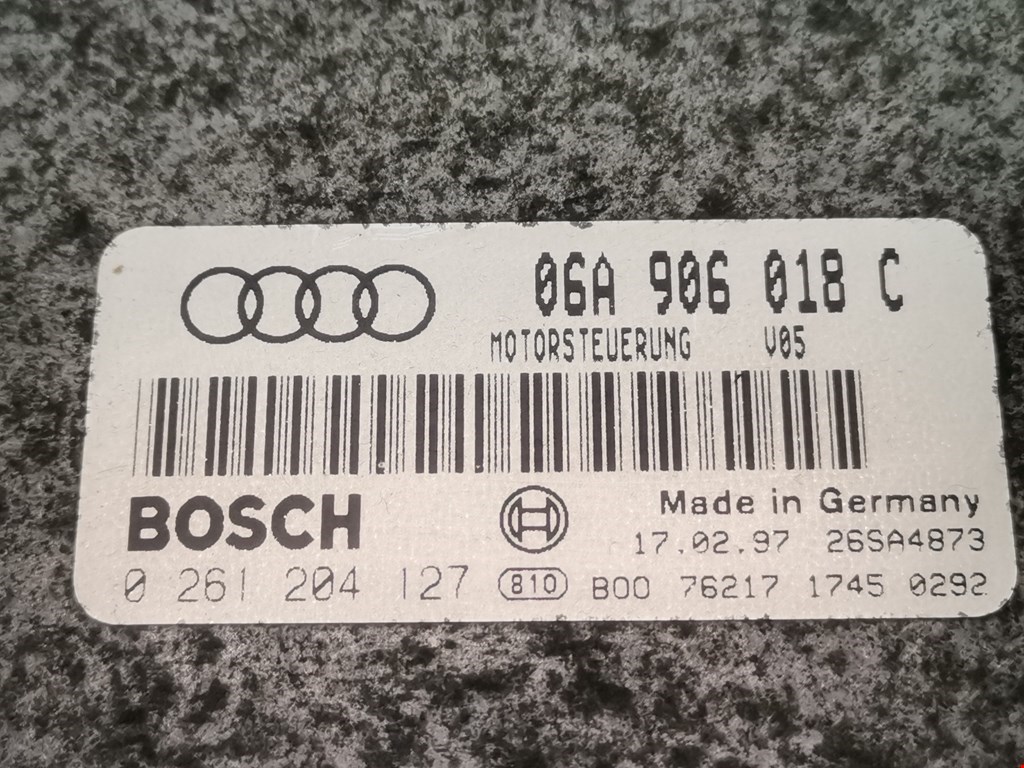 06A 906 018 C
MOTORSTEUERUNG V05
BOSCH
Made in Germany
17.02.97 26SA4873
0 261 204 127 810 B00 76217 1745 0292